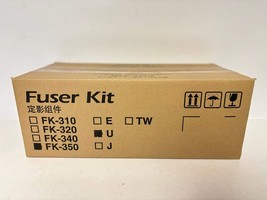 Fuser Kit
定影组件
FK-310 E TW
FK-320 U
FK-340
FK-350 J